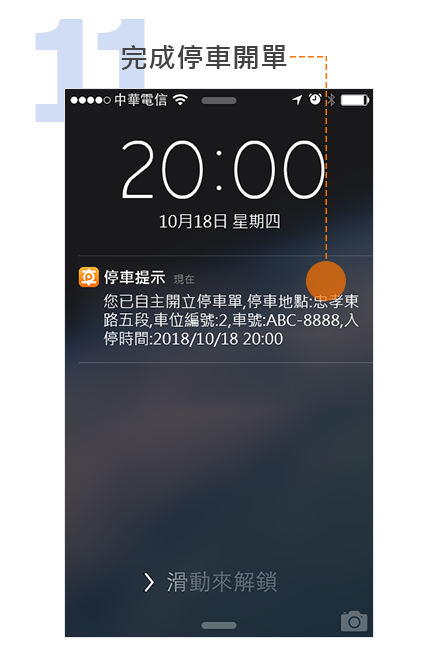 11
完成停車開單
中華電信
20:00
10月18日 星期四
停車提示 現在
您已自主開立停車單,停車地點:忠孝東
路五段,車位編號:2,車號:ABC-8888,入
停時間:2018/10/18 20:00
滑動來解鎖